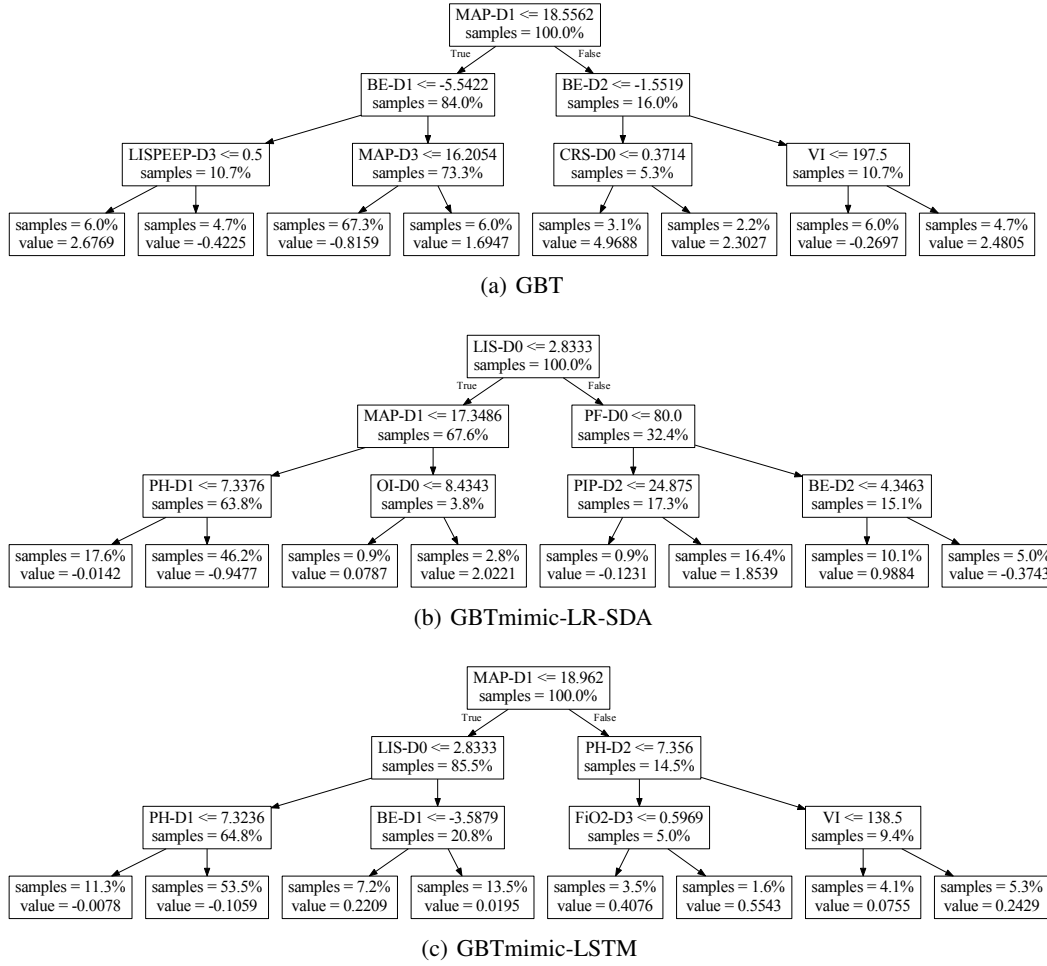 MAP-D1 <= 18.5562
samples = 100.0%
True
False
BE-D1 <= -5.5422
samples = 84.0%
BE-D2 <= -1.5519
samples = 16.0%
LISPEEP-D3 <= 0.5
samples = 10.7%
MAP-D3 <= 16.2054
samples = 73.3%
CRS-D0 <= 0.3714
samples = 5.3%
VI <= 197.5
samples = 10.7%
samples = 6.0%
value = 2.6769
samples = 4.7%
value = -0.4225
samples = 67.3%
value = -0.8159
samples = 6.0%
value = 1.6947
samples = 3.1%
value = 4.9688
samples = 2.2%
value = 2.3027
samples = 6.0%
value = -0.2697
samples = 4.7%
value = 2.4805
(a) GBT
LIS-D0 <= 2.8333
samples = 100.0%
True
False
MAP-D1 <= 17.3486
samples = 67.6%
PF-D0 <= 80.0
samples = 32.4%
PH-D1 <= 7.3376
samples = 63.8%
OI-D0 <= 8.4343
samples = 3.8%
PIP-D2 <= 24.875
samples = 17.3%
BE-D2 <= 4.3463
samples = 15.1%
samples = 17.6%
value = -0.0142
samples = 46.2%
value = -0.9477
samples = 0.9%
value = 0.0787
samples = 2.8%
value = 2.0221
samples = 0.9%
value = -0.1231
samples = 16.4%
value = 1.8539
samples = 10.1%
value = 0.9884
samples = 5.0%
value = -0.3743
(b) GBTmimic-LR-SDA
MAP-D1 <= 18.962
samples = 100.0%
True
False
LIS-D0 <= 2.8333
samples = 85.5%
PH-D2 <= 7.356
samples = 14.5%
PH-D1 <= 7.3236
samples = 64.8%
BE-D1 <= -3.5879
samples = 20.8%
FiO2-D3 <= 0.5969
samples = 5.0%
VI <= 138.5
samples = 9.4%
samples = 11.3%
value = -0.0078
samples = 53.5%
value = -0.1059
samples = 7.2%
value = 0.2209
samples = 13.5%
value = 0.0195
samples = 3.5%
value = 0.4076
samples = 1.6%
value = 0.5543
samples = 4.1%
value = 0.0755
samples = 5.3%
value = 0.2429
(c) GBTmimic-LSTM